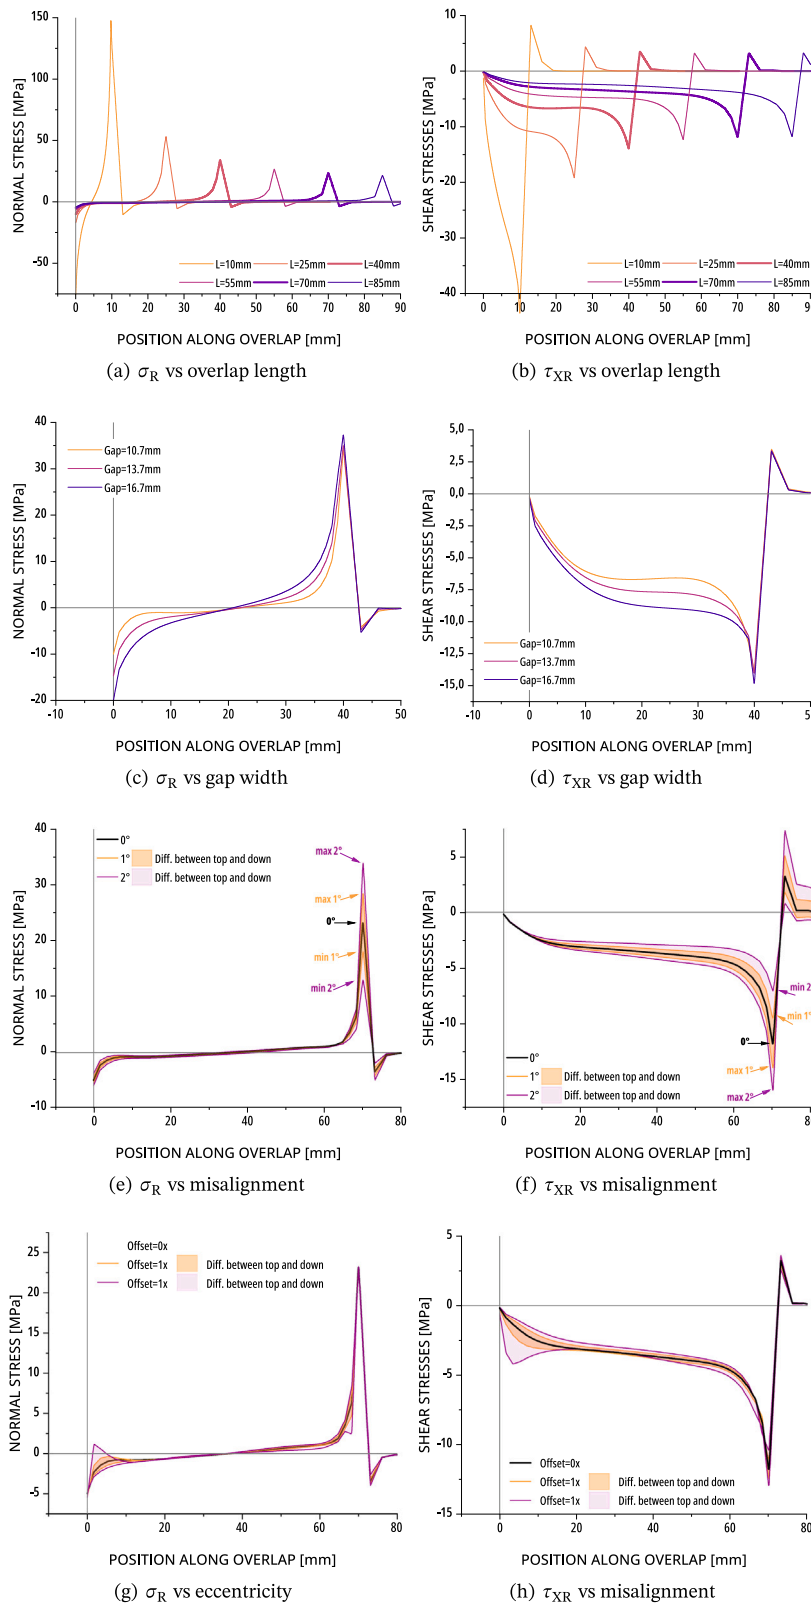 NORMAL STRESS [MPa]
150
100
50
0
-50
L=10mm L=25mm L=40mm
L=55mm L=70mm L=85mm
0 10 20 30 40 50 60 70 80 90
POSITION ALONG OVERLAP [mm]
(a) σR vs overlap length
SHEAR STRESSES [MPa]
10
0
-10
-20
-30
-40
L=10mm L=25mm L=40mm
L=55mm L=70mm L=85mm
0 10 20 30 40 50 60 70 80 90
POSITION ALONG OVERLAP [mm]
(b) τXR vs overlap length
NORMAL STRESS [MPa]
40
30
20
10
0
-10
-20
Gap=10.7mm
Gap=13.7mm
Gap=16.7mm
-10 0 10 20 30 40 50
POSITION ALONG OVERLAP [mm]
(c) σR vs gap width
SHEAR STRESSES [MPa]
5,0
2,5
0,0
-2,5
-5,0
-7,5
-10,0
-12,5
-15,0
Gap=10.7mm
Gap=13.7mm
Gap=16.7mm
-10 0 10 20 30 40 50
POSITION ALONG OVERLAP [mm]
(d) τXR vs gap width
NORMAL STRESS [MPa]
40
30
20
10
0
-10
0°
1° Diff. between top and down
2° Diff. between top and down
max 2°
max 1°
0°
min 1°
min 2°
0 20 40 60 80
POSITION ALONG OVERLAP [mm]
(e) σR vs misalignment
SHEAR STRESSES [MPa]
5
0
-5
-10
-15
min 2
min 1°
0°
max 1°
max 2°
0°
1° Diff. between top and down
2° Diff. between top and down
0 20 40 60 80
POSITION ALONG OVERLAP [mm]
(f) τXR vs misalignment
NORMAL STRESS [MPa]
25
20
15
10
5
0
-5
Offset=0x
Offset=1x Diff. between top and down
Offset=1x Diff. between top and down
0 20 40 60 80
POSITION ALONG OVERLAP [mm]
(g) σR vs eccentricity
SHEAR STRESSES [MPa]
5
0
-5
-10
-15
Offset=0x
Offset=1x Diff. between top and down
Offset=1x Diff. between top and down
0 20 40 60 80
POSITION ALONG OVERLAP [mm]
(h) τXR vs misalignment